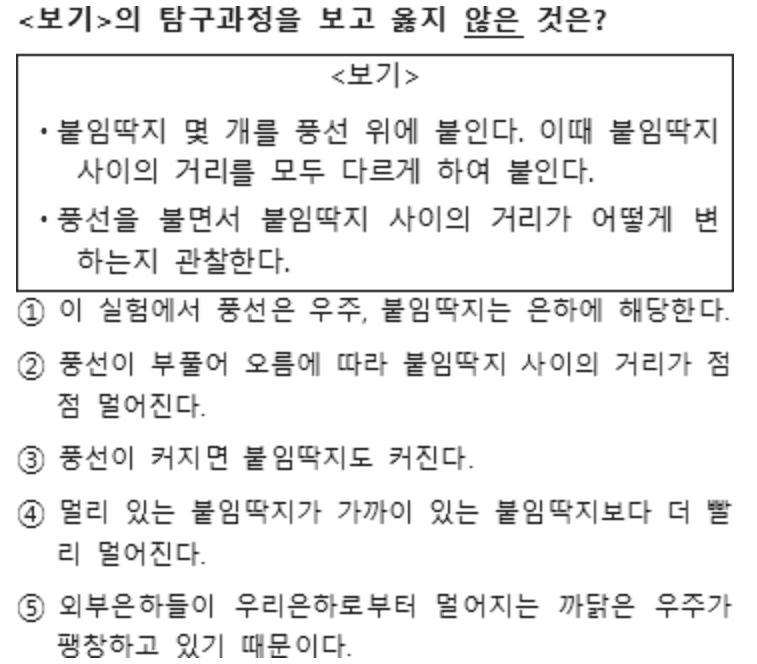 <보기>의 탐구과정을 보고 옳지 않은 것은?
<보기>
•붙임딱지 몇 개를 풍선 위에 붙인다. 이때 붙임딱지
사이의 거리를 모두 다르게 하여 붙인다.
•풍선을 불면서 붙임딱지 사이의 거리가 어떻게 변
하는지 관찰한다.
① 이 실험에서 풍선은 우주, 붙임딱지는 은하에 해당한다.
② 풍선이 부풀어 오름에 따라 붙임딱지 사이의 거리가 점
점 멀어진다.
③ 풍선이 커지면 붙임딱지도 커진다.
④ 멀리 있는 붙임딱지가 가까이 있는 붙임딱지보다 더 빨
리 멀어진다.
⑤ 외부은하들이 우리은하로부터 멀어지는 까닭은 우주가
팽창하고 있기 때문이다.